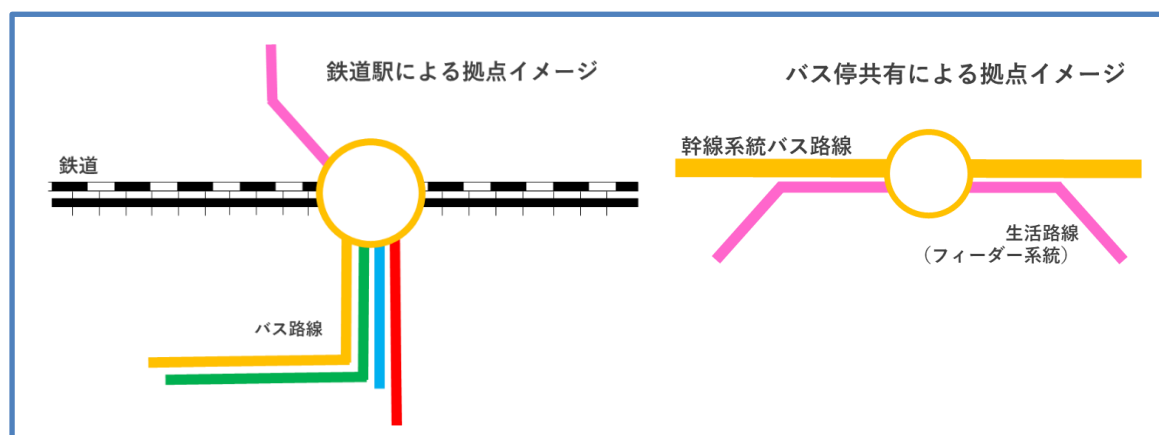 鉄道駅による拠点イメージ
鉄道
バス路線
バス停共有による拠点イメージ
幹線系統バス路線
生活路線
（フィーダー系統）